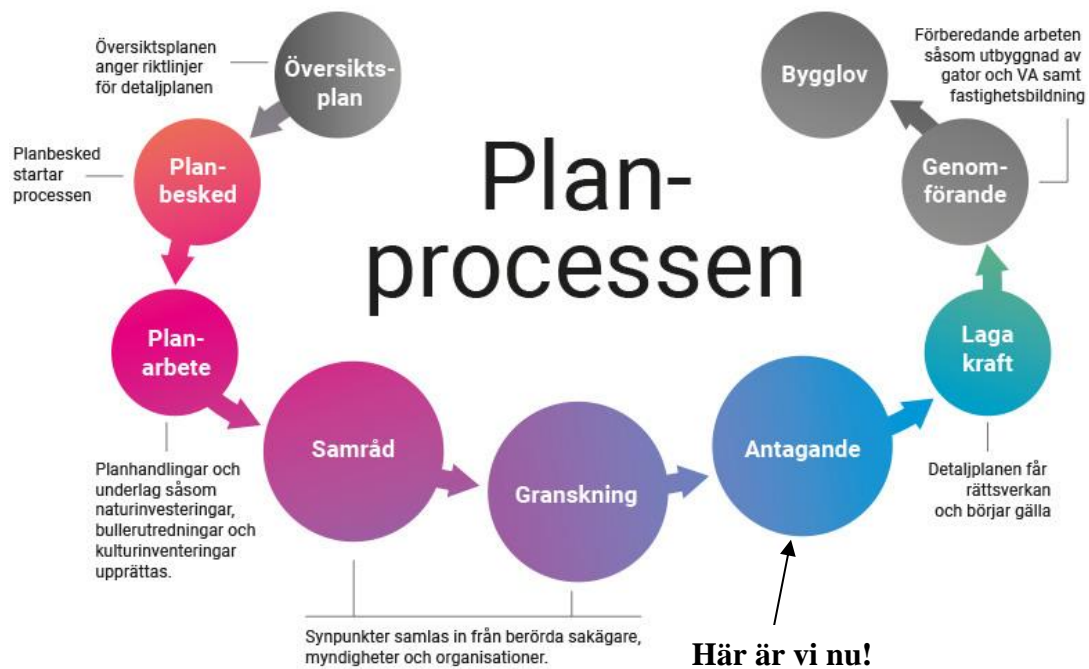 Översiktsplanen
anger riktlinjer
för detaljplanen
Översikts-
plan
Planbesked
startar
processen
Plan-
besked
Plan-
processen
Plan-
arbete
Planhandlingar och
underlag såsom
naturinvesteringar,
bullerutredningar och
kulturinventeringar
upprättas.
Samråd
Granskning
Synpunkter samlas in från berörda sakägare,
myndigheter och organisationer.
Antagande
Här är vi nu!
Laga
kraft
Detaljplanen får
rättsverkan
och börjar gälla
Genom-
förande
Förberedande arbeten
såsom utbyggnad av
gator och VA samt
fastighetsbildning
Bygglov